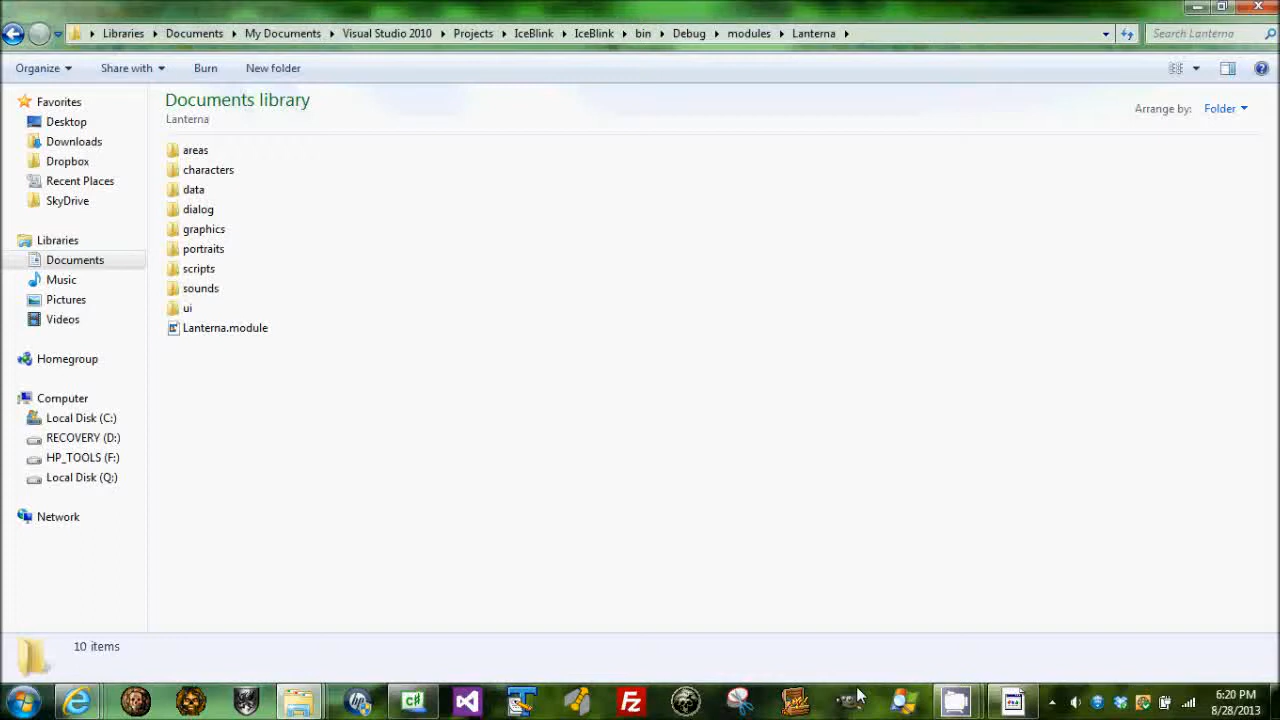 Libraries Documents My Documents Visual Studio 2010 Projects IceBlink IceBlink bin Debug modules Lanterna
Search Lanterna
Organize Share with Burn New folder
Favorites
Desktop
Downloads
Dropbox
Recent Places
SkyDrive
Libraries
Documents
Music
Pictures
Videos
Homegroup
Computer
Local Disk (C:)
RECOVERY (D:)
HP_TOOLS (F:)
Local Disk (Q:)
Network
Documents library
Lanterna
Arrange by: Folder
areas
characters
data
dialog
graphics
portraits
scripts
sounds
ui
Lanterna.module
10 items
6:20 PM
8/28/2013